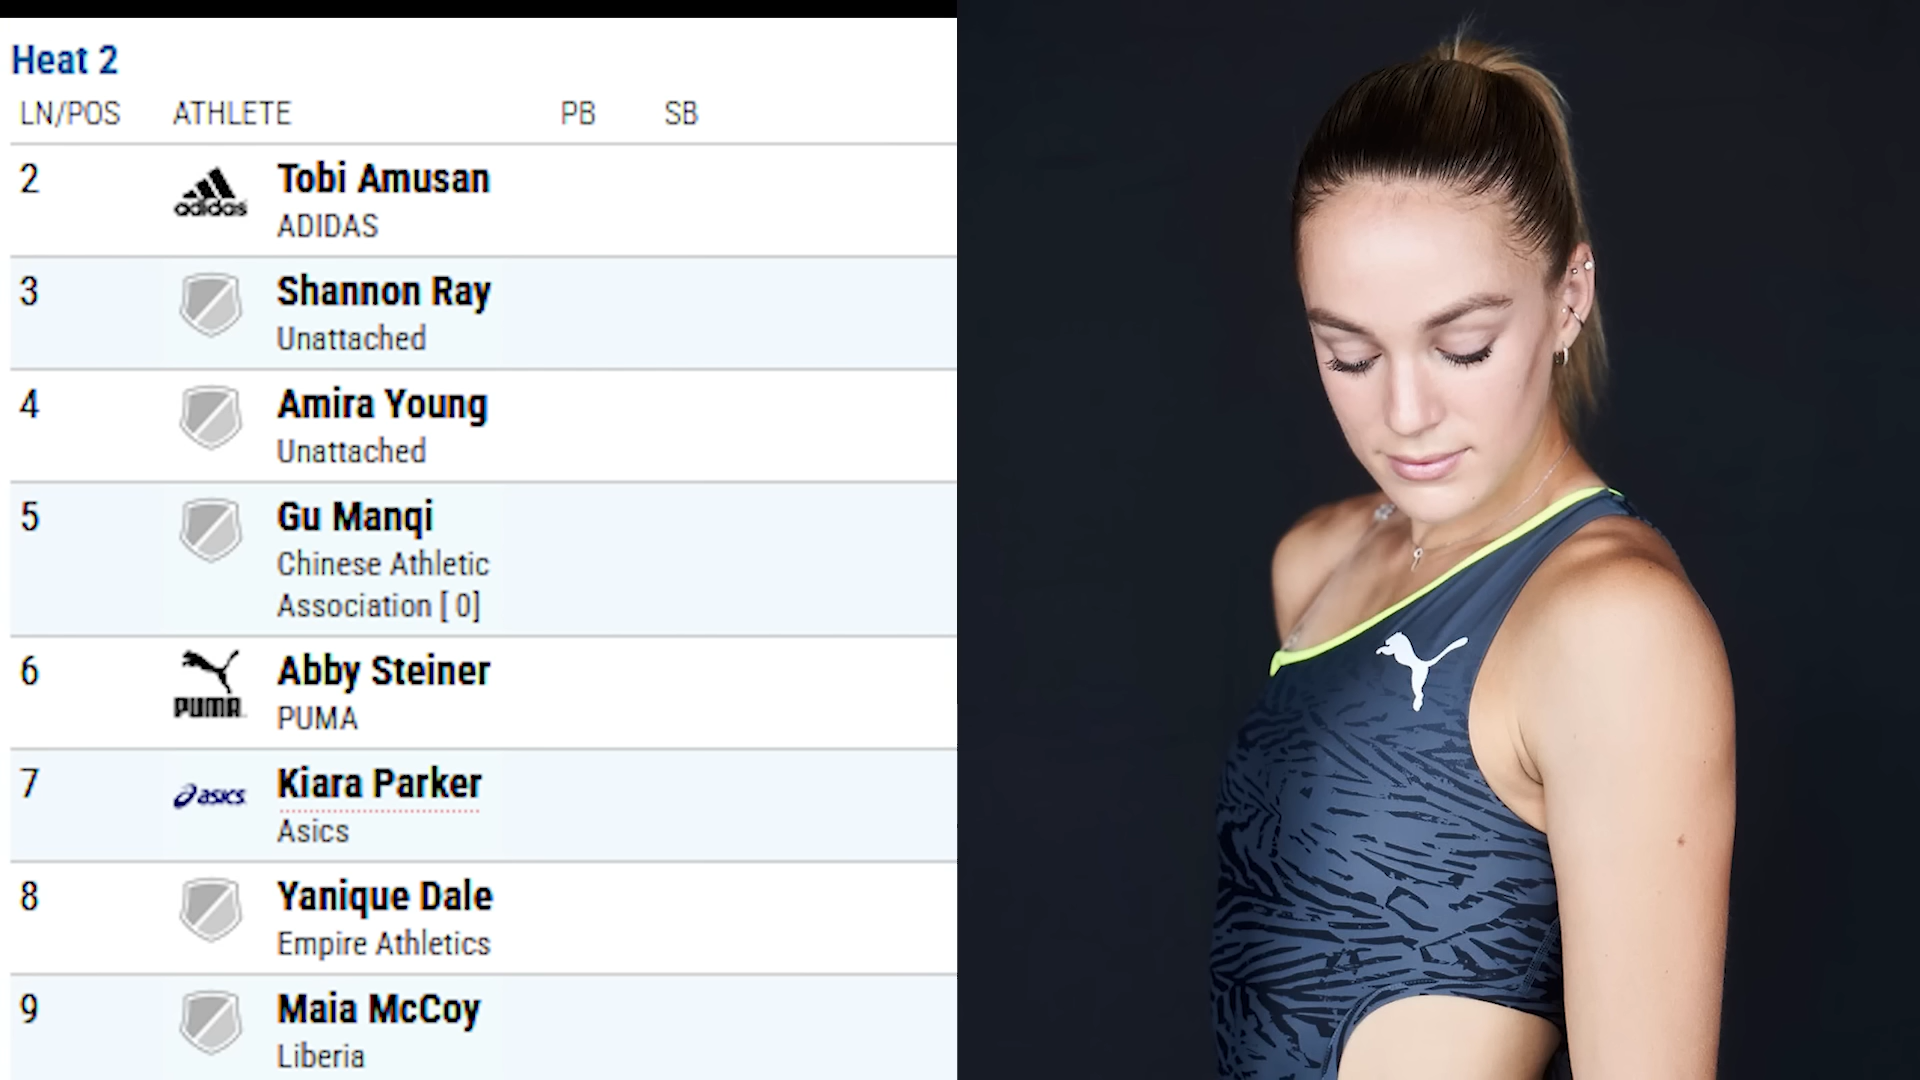 Heat 2
LN/POS ATHLETE PB SB
2 adidas Tobi Amusan
ADIDAS
3 Shannon Ray
Unattached
4 Amira Young
Unattached
5 Gu Manqi
Chinese Athletic
Association [ 0]
6 PUMA Abby Steiner
PUMA
7 asics Kiara Parker
Asics
8 Yanique Dale
Empire Athletics
9 Maia McCoy
Liberia